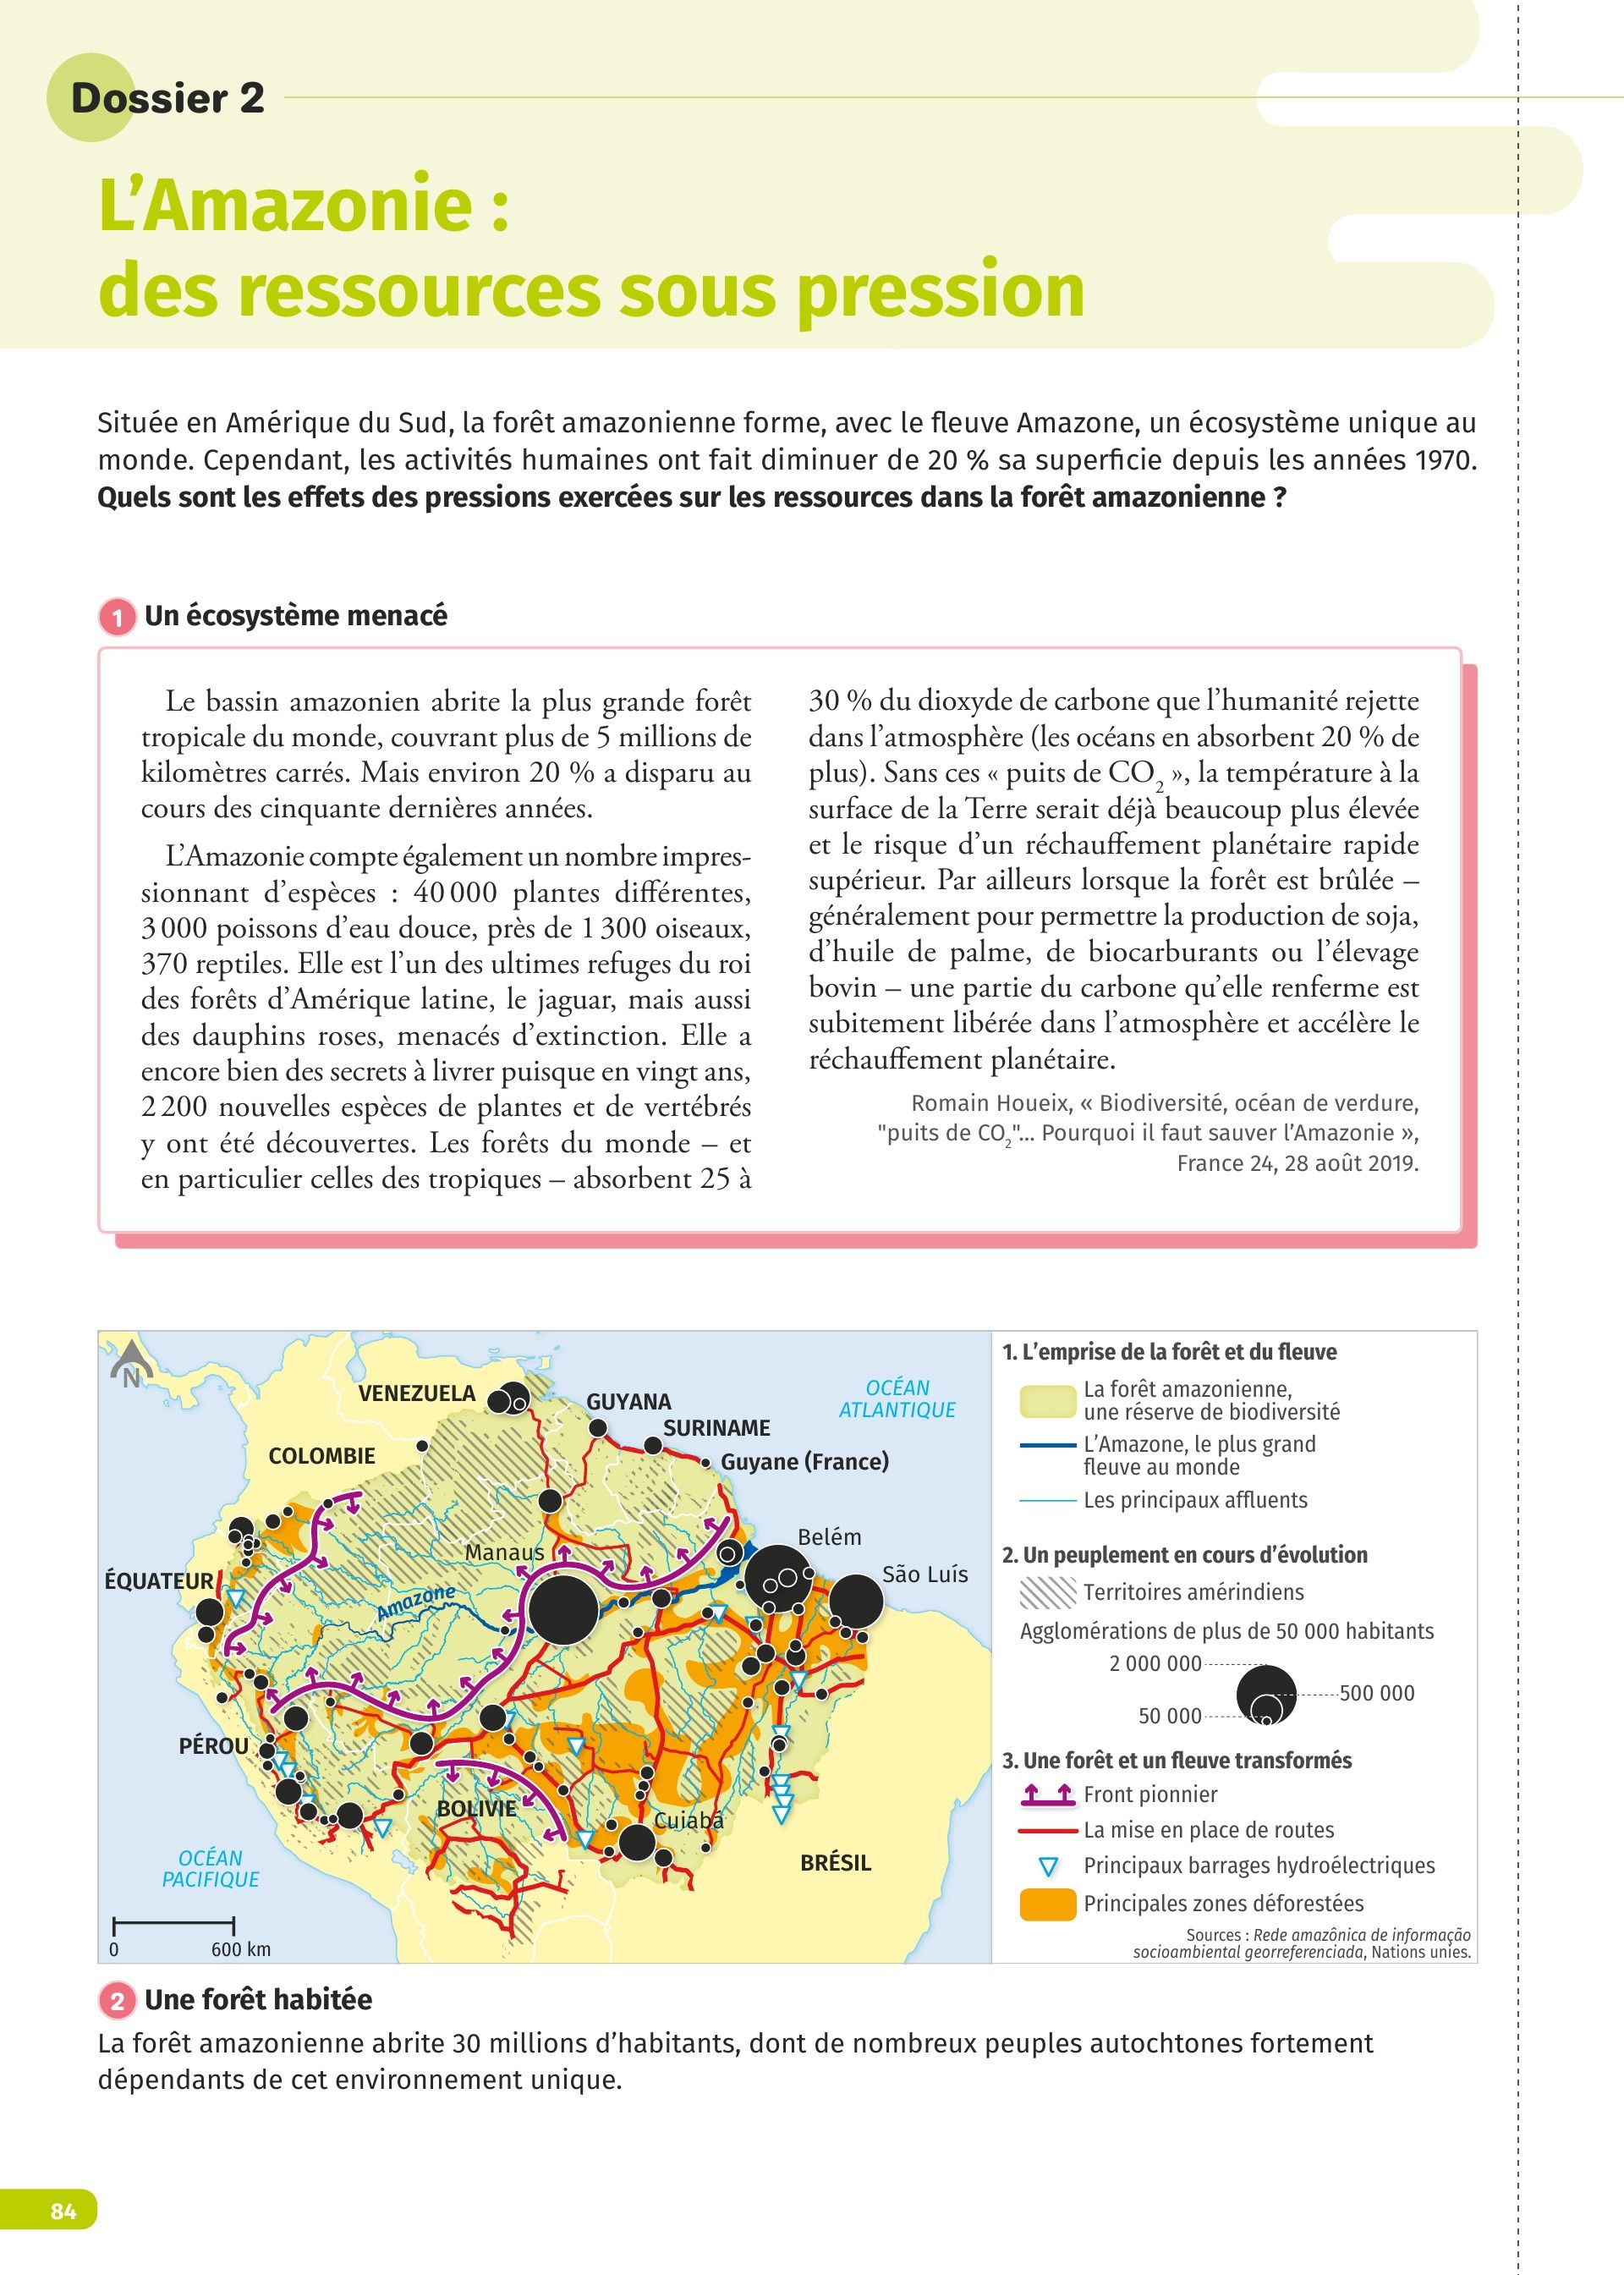 Dossier 2
L’Amazonie :
des ressources sous pression
Située en Amérique du Sud, la forêt amazonienne forme, avec le fleuve Amazone, un écosystème unique au
monde. Cependant, les activités humaines ont fait diminuer de 20 % sa superficie depuis les années 1970.
Quels sont les effets des pressions exercées sur les ressources dans la forêt amazonienne ?
1 Un écosystème menacé
Le bassin amazonien abrite la plus grande forêt
tropicale du monde, couvrant plus de 5 millions de
kilomètres carrés. Mais environ 20 % a disparu au
cours des cinquante dernières années.
L’Amazonie compte également un nombre impres-
sionnant d’espèces : 40 000 plantes différentes,
3 000 poissons d’eau douce, près de 1 300 oiseaux,
370 reptiles. Elle est l’un des ultimes refuges du roi
des forêts d’Amérique latine, le jaguar, mais aussi
des dauphins roses, menacés d’extinction. Elle a
encore bien des secrets à livrer puisque en vingt ans,
2 200 nouvelles espèces de plantes et de vertébrés
y ont été découvertes. Les forêts du monde – et
en particulier celles des tropiques – absorbent 25 à
30 % du dioxyde de carbone que l’humanité rejette
dans l’atmosphère (les océans en absorbent 20 % de
plus). Sans ces « puits de CO2 », la température à la
surface de la Terre serait déjà beaucoup plus élevée
et le risque d’un réchauffement planétaire rapide
supérieur. Par ailleurs lorsque la forêt est brûlée –
généralement pour permettre la production de soja,
d’huile de palme, de biocarburants ou l’élevage
bovin – une partie du carbone qu’elle renferme est
subitement libérée dans l’atmosphère et accélère le
réchauffement planétaire.
Romain Houeix, « Biodiversité, océan de verdure,
"puits de CO2"... Pourquoi il faut sauver l’Amazonie »,
France 24, 28 août 2019.
N
VENEZUELA
GUYANA
SURINAME
Guyane (France)
COLOMBIE
OCÉAN
ATLANTIQUE
Belém
Manaus
São Luís
ÉQUATEUR
Amazone
PÉROU
BOLIVIE
Cuiabá
BRÉSIL
OCÉAN
PACIFIQUE
0 600 km
1. L’emprise de la forêt et du fleuve
La forêt amazonienne,
une réserve de biodiversité
L’Amazone, le plus grand
fleuve au monde
Les principaux affluents
2. Un peuplement en cours d’évolution
Territoires amérindiens
Agglomérations de plus de 50 000 habitants
2 000 000
500 000
50 000
3. Une forêt et un fleuve transformés
Front pionnier
La mise en place de routes
Principaux barrages hydroélectriques
Principales zones déforestées
Sources : Rede amazônica de informação
socioambiental georreferenciada, Nations unies.
2 Une forêt habitée
La forêt amazonienne abrite 30 millions d’habitants, dont de nombreux peuples autochtones fortement
dépendants de cet environnement unique.
84